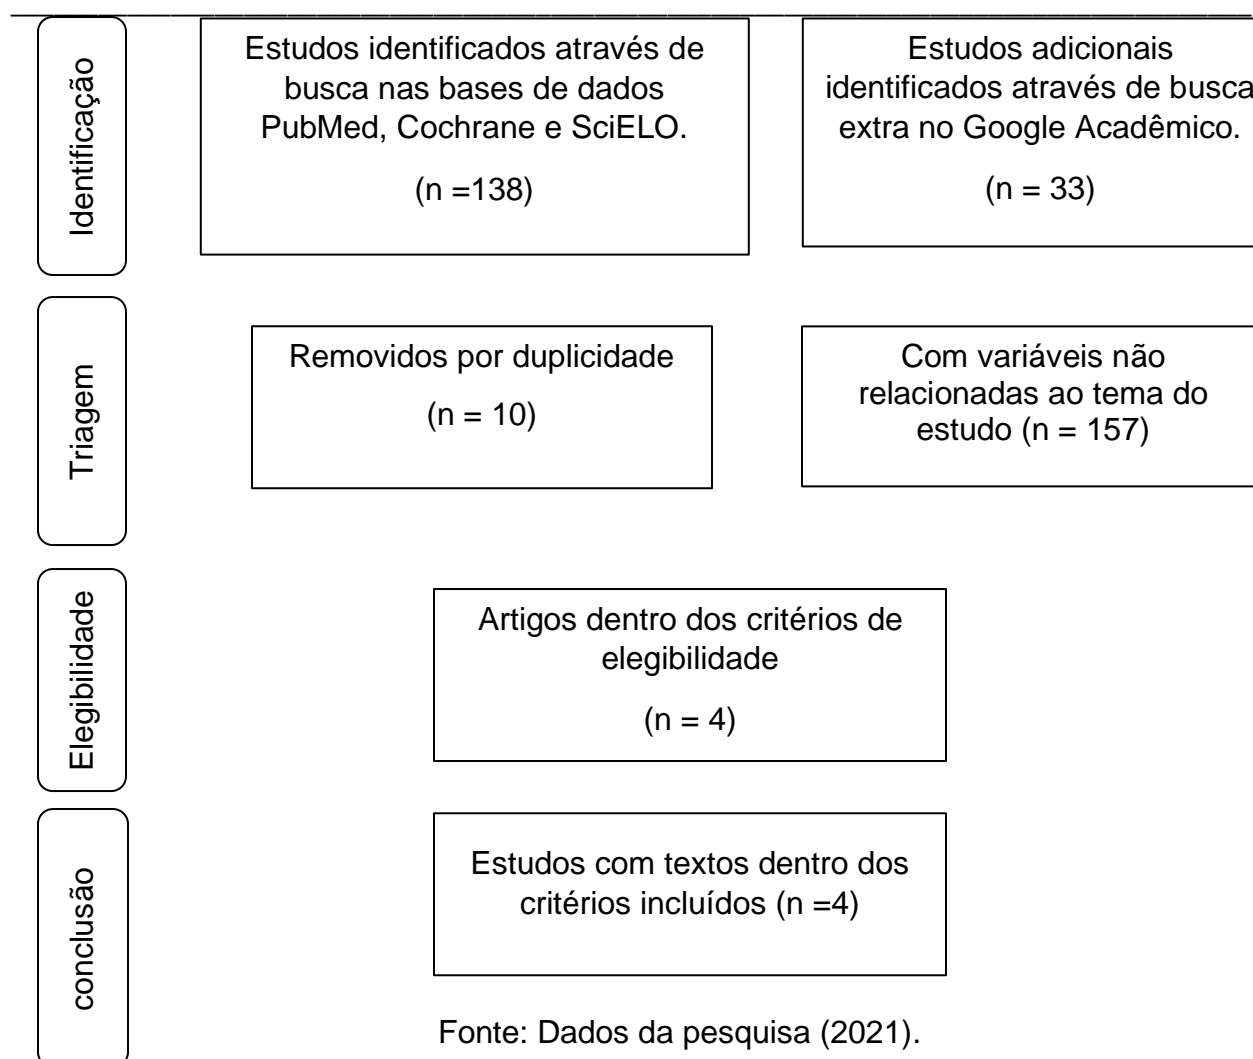 Identificação
Estudos identificados através de
busca nas bases de dados
PubMed, Cochrane e SciELO.
(n =138)
Estudos adicionais
identificados através de busca
extra no Google Acadêmico.
(n = 33)
Triagem
Removidos por duplicidade
(n = 10)
Com variáveis não
relacionadas ao tema do
estudo (n = 157)
Elegibilidade
Artigos dentro dos critérios de
elegibilidade
(n = 4)
conclusão
Estudos com textos dentro dos
critérios incluídos (n =4)
Fonte: Dados da pesquisa (2021).